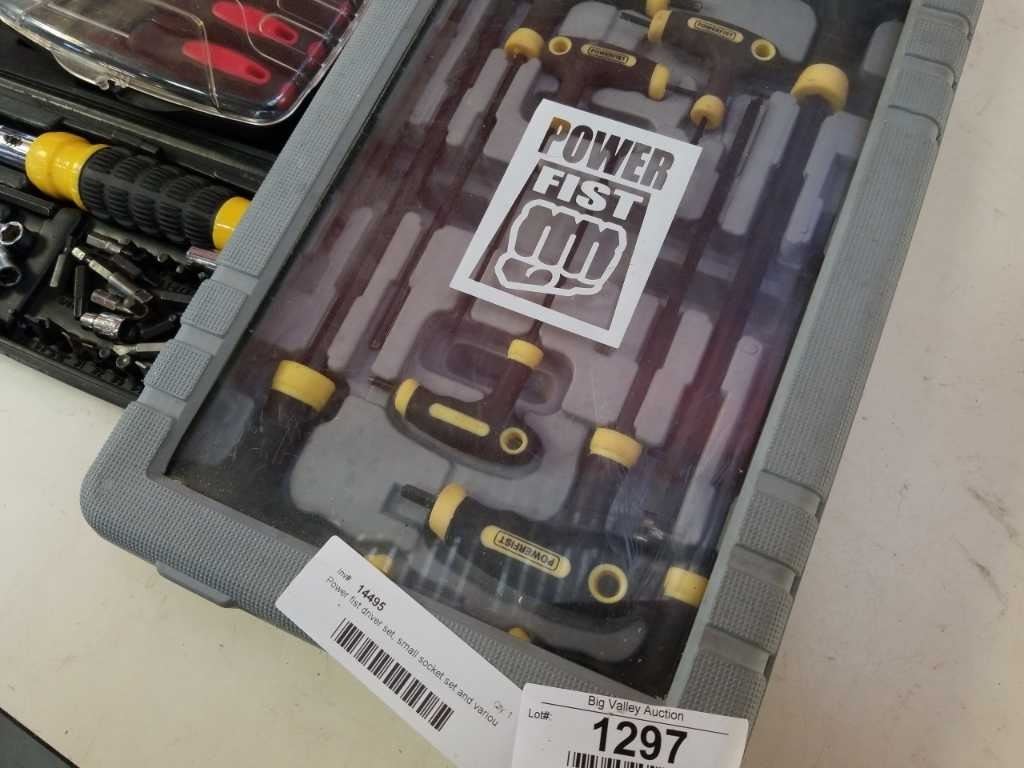 POWERFIST
POWERFIST
POWER
FIST
POWERFIST
Inv#: 14495
Power fist driver set, small socket set and variou
Qty: 1
Big Valley Auction
Lot#:
1297